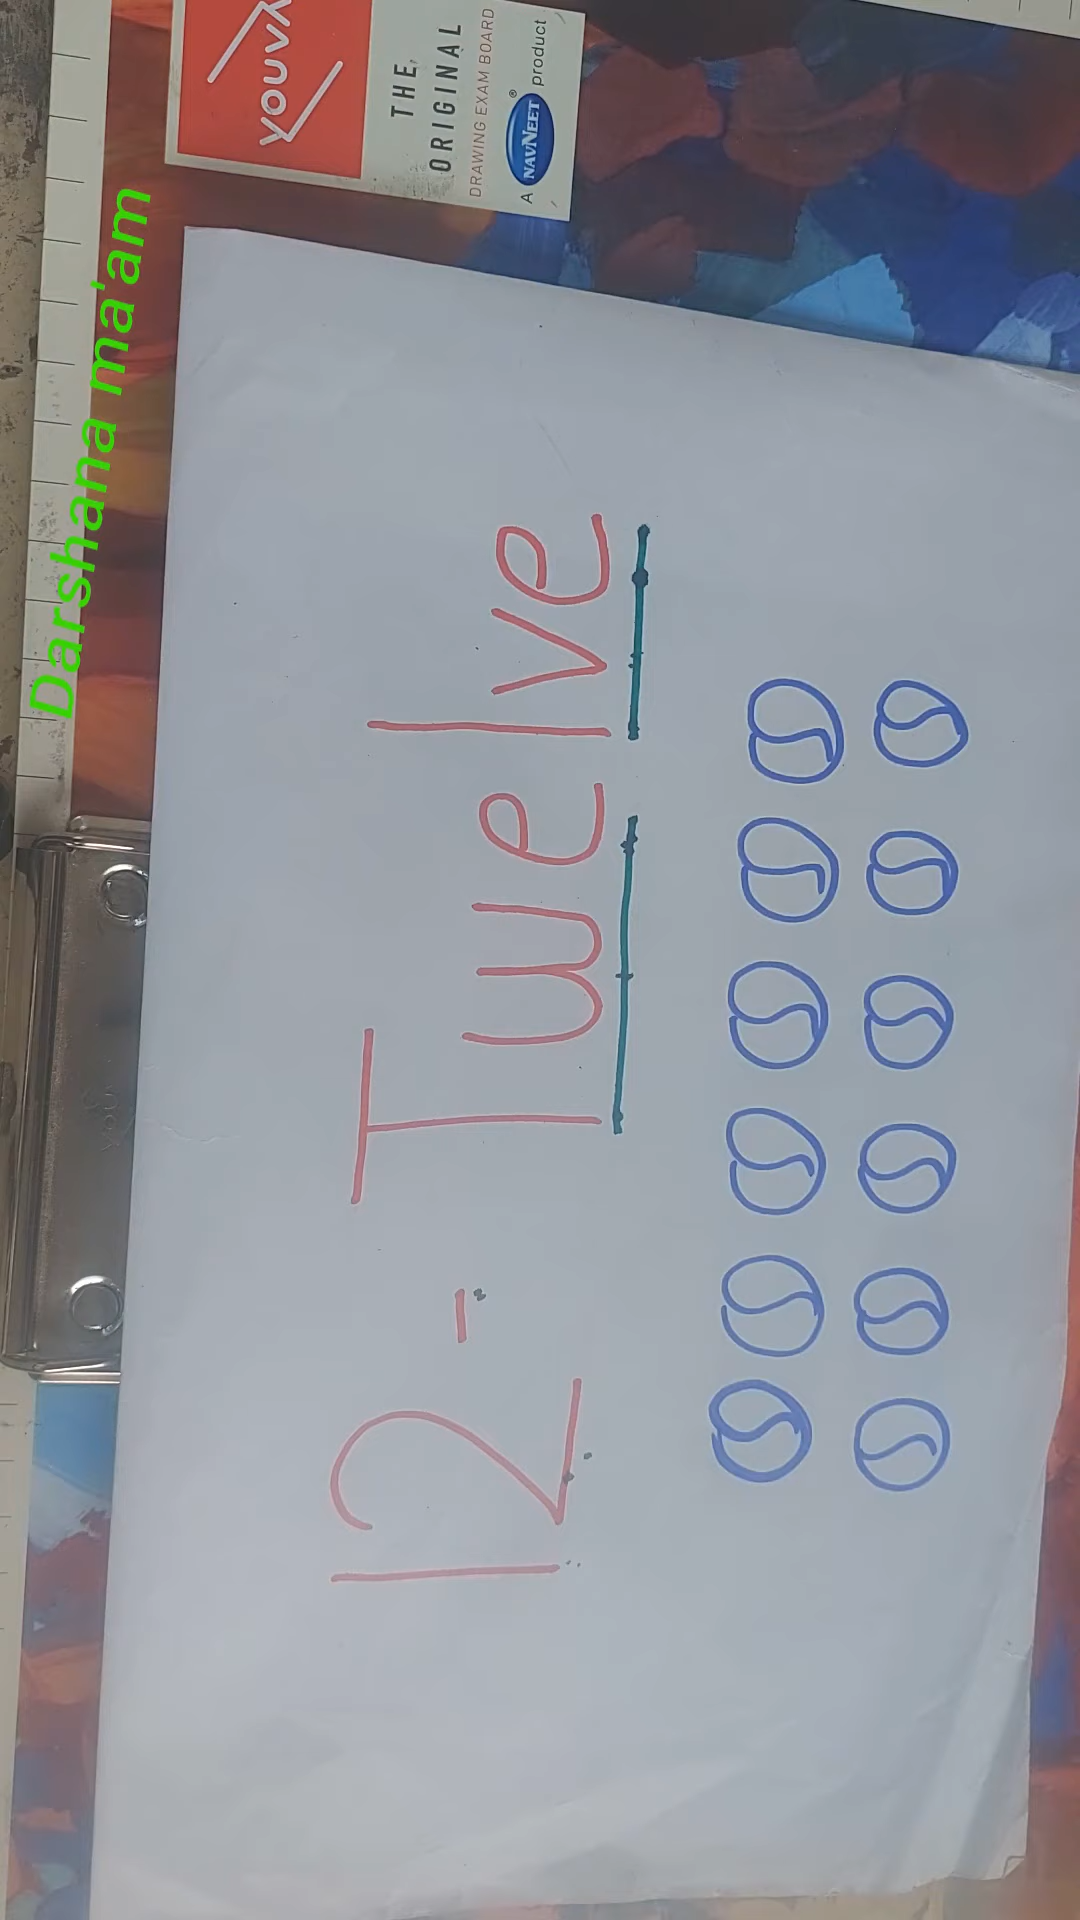 Darshana ma'am
YOUVA
THE
ORIGINAL
DRAWING EXAM BOARD
A NAVNEET® product
12 - Twelve